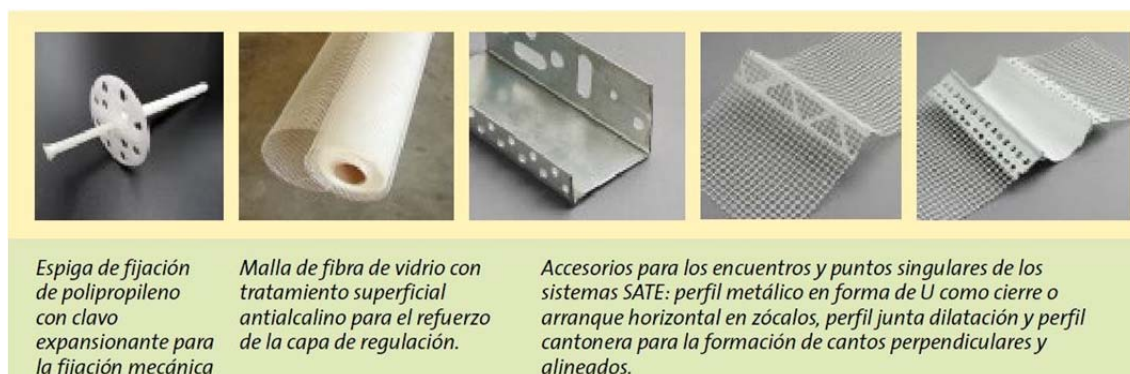 Espiga de fijación
de polipropileno
con clavo
expansionante para
la fijación mecánica
Malla de fibra de vidrio con
tratamiento superficial
antialcalino para el refuerzo
de la capa de regulación.
Accesorios para los encuentros y puntos singulares de los
sistemas SATE: perfil metálico en forma de U como cierre o
arranque horizontal en zócalos, perfil junta dilatación y perfil
cantonera para la formación de cantos perpendiculares y
alineados.